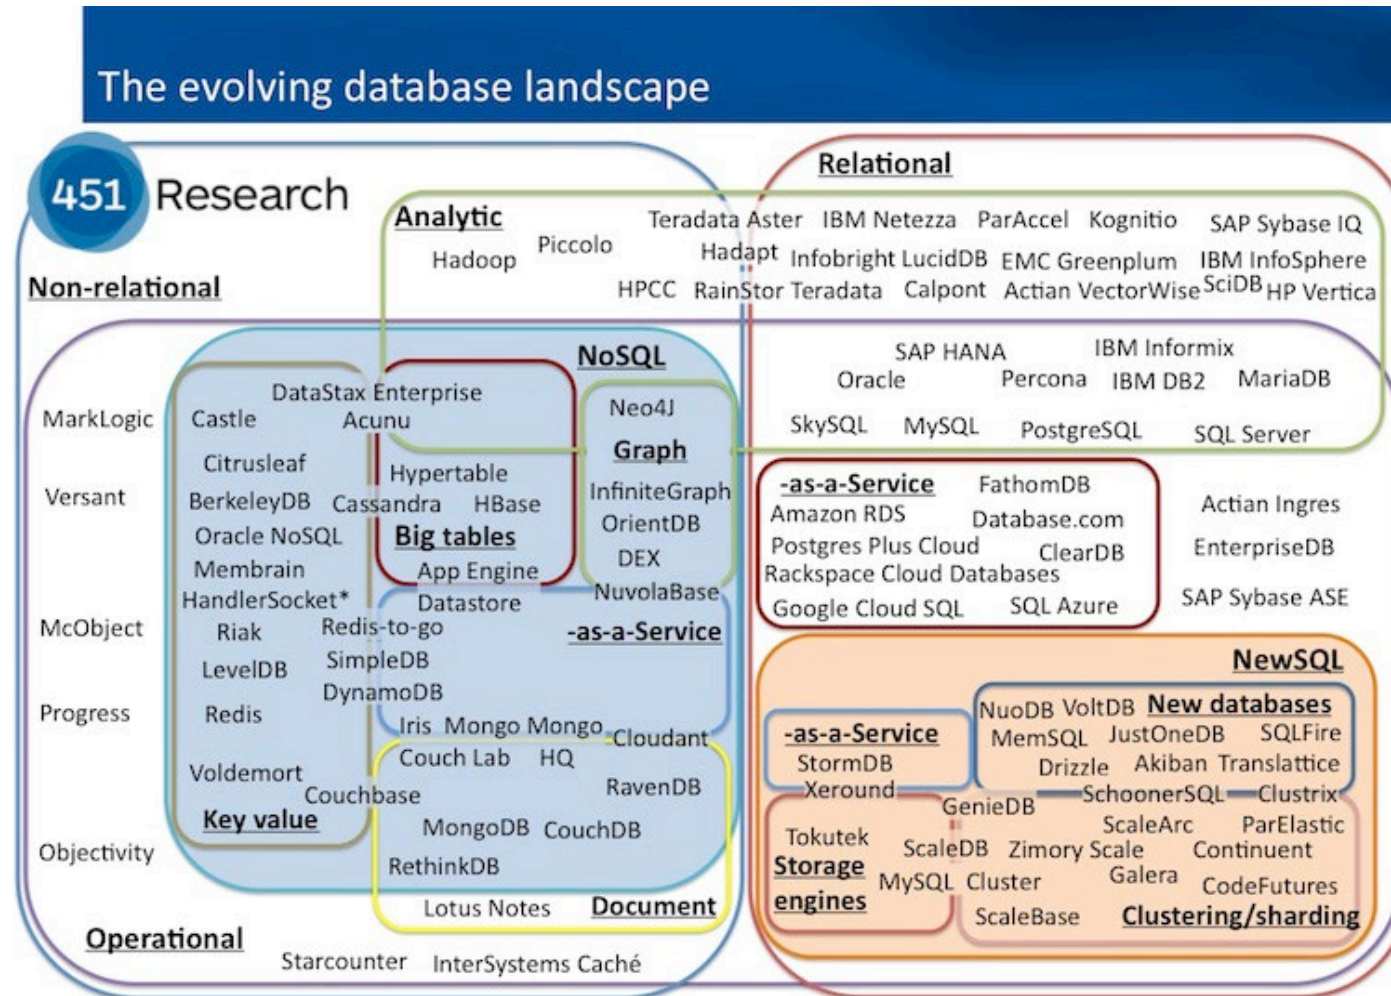 The evolving database landscape
451 Research
Relational
Analytic
Teradata Aster IBM Netezza ParAccel Kognitio SAP Sybase IQ
Hadoop Piccolo Hadapt Infobright LucidDB EMC Greenplum IBM InfoSphere
Non-relational
HPCC RainStor Teradata Calpont Actian VectorWise SciDB HP Vertica
NoSQL
SAP HANA IBM Informix
Oracle Percona IBM DB2 MariaDB
SkySQL MySQL PostgreSQL SQL Server
MarkLogic
Versant
McObject
Progress
Objectivity
DataStax Enterprise
Castle Acunu
Citrusleaf
BerkeleyDB Cassandra
Oracle NoSQL
Membrain
HandlerSocket*
Riak Redis-to-go
LevelDB SimpleDB
DynamoDB
Redis
Voldemort
Couchbase
Key value
Hypertable
HBase
Big tables
App Engine
Datastore
Neo4J
Graph
InfiniteGraph
OrientDB
DEX
NuvolaBase
-as-a-Service
Iris Mongo Mongo Cloudant
Couch Lab HQ
RavenDB
MongoDB CouchDB
RethinkDB
Lotus Notes Document
Operational
Starcounter InterSystems Caché
-as-a-Service FathomDB
Amazon RDS Database.com
Postgres Plus Cloud ClearDB
Rackspace Cloud Databases
Google Cloud SQL SQL Azure
Actian Ingres
EnterpriseDB
SAP Sybase ASE
NewSQL
-as-a-Service
StormDB
Xeround
NuoDB VoltDB New databases
MemSQL JustOneDB SQLFire
Drizzle Akiban Translattice
GenieDB SchoonerSQL Clustrix
Tokutek
Storage
engines
ScaleArc ParElastic
ScaleDB Zimory Scale Continuent
MySQL Cluster Galera CodeFutures
ScaleBase Clustering/sharding